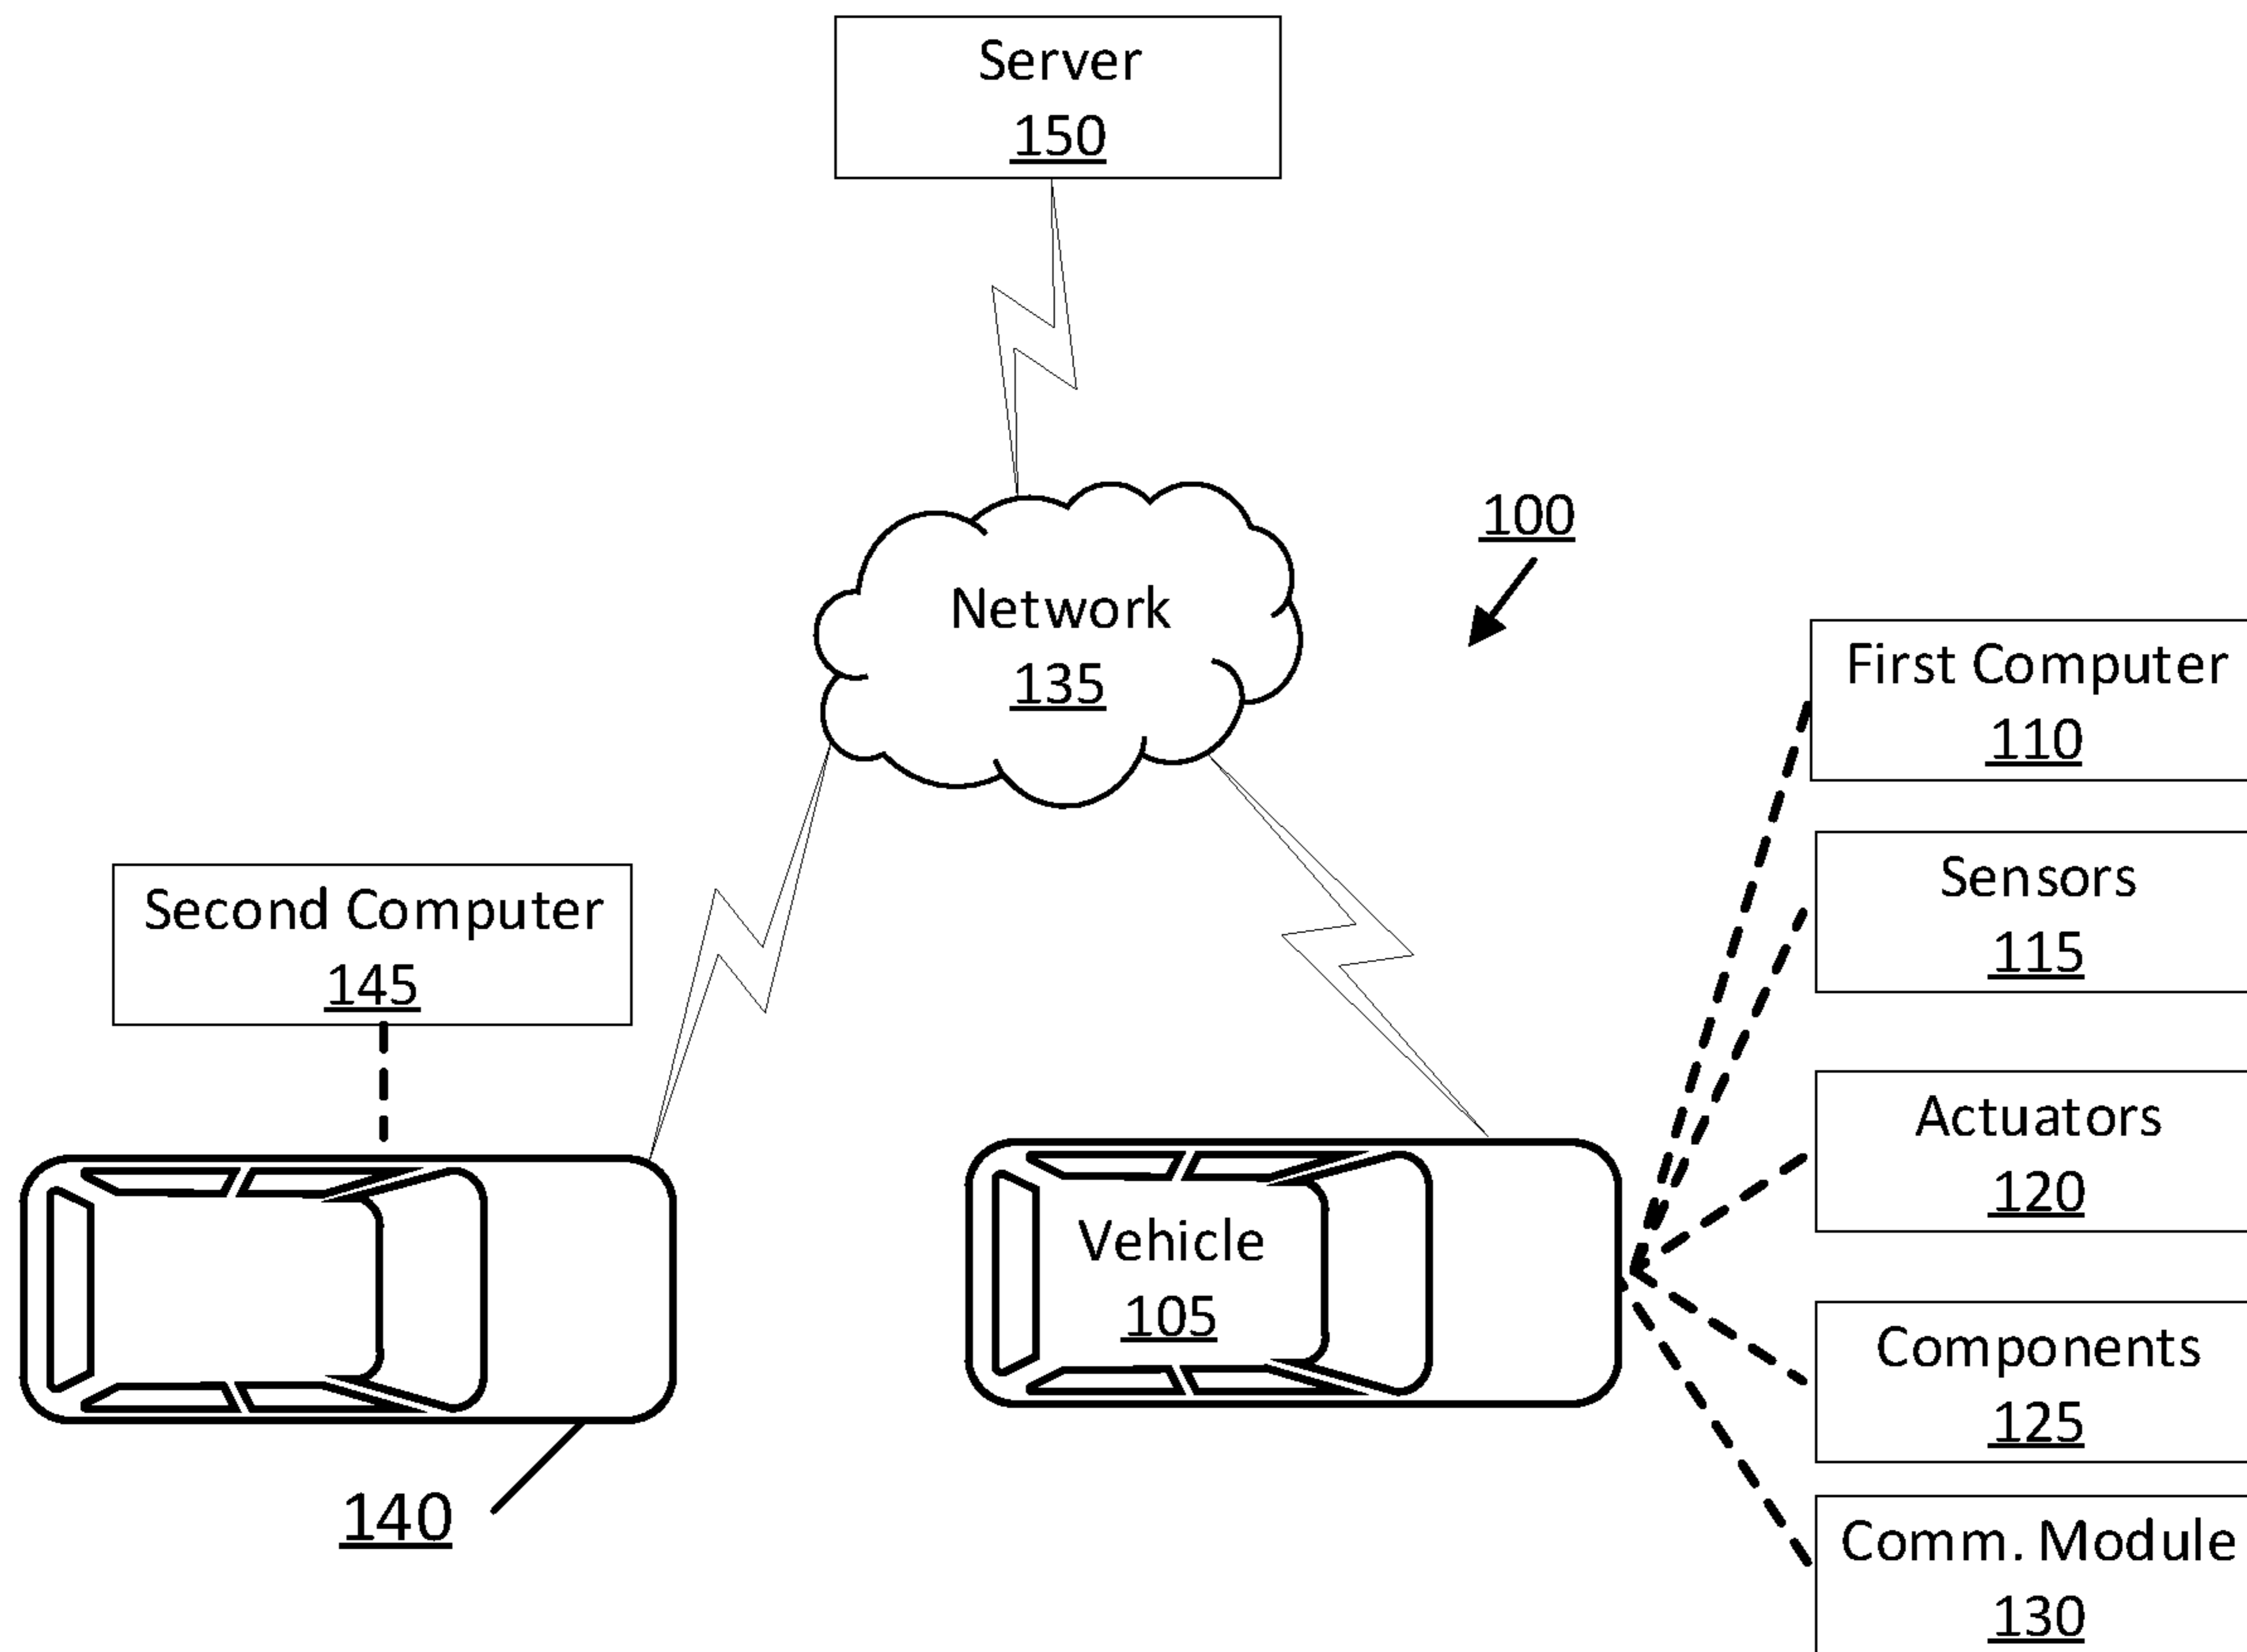 Server
150
100
Network
135
First Computer
110
Second Computer
145
Sensors
115
Actuators
120
Vehicle
105
Components
125
140
Comm. Module
130